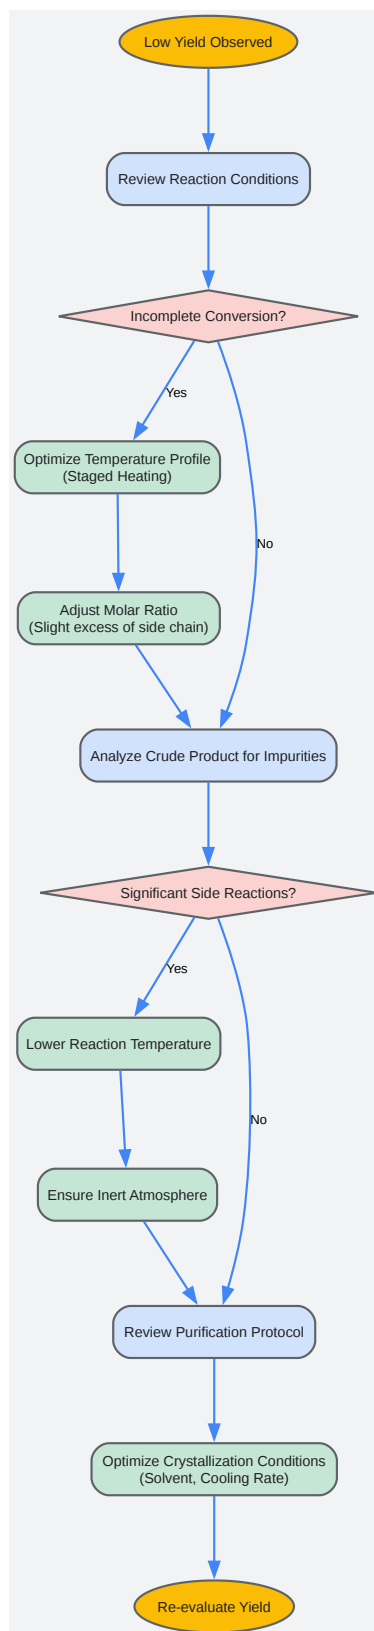 Low Yield Observed
Review Reaction Conditions
Incomplete Conversion?
Yes
Optimize Temperature Profile
(Staged Heating)
No
Adjust Molar Ratio
(Slight excess of side chain)
Analyze Crude Product for Impurities
Significant Side Reactions?
Yes
Lower Reaction Temperature
No
Ensure Inert Atmosphere
Review Purification Protocol
Optimize Crystallization Conditions
(Solvent, Cooling Rate)
Re-evaluate Yield